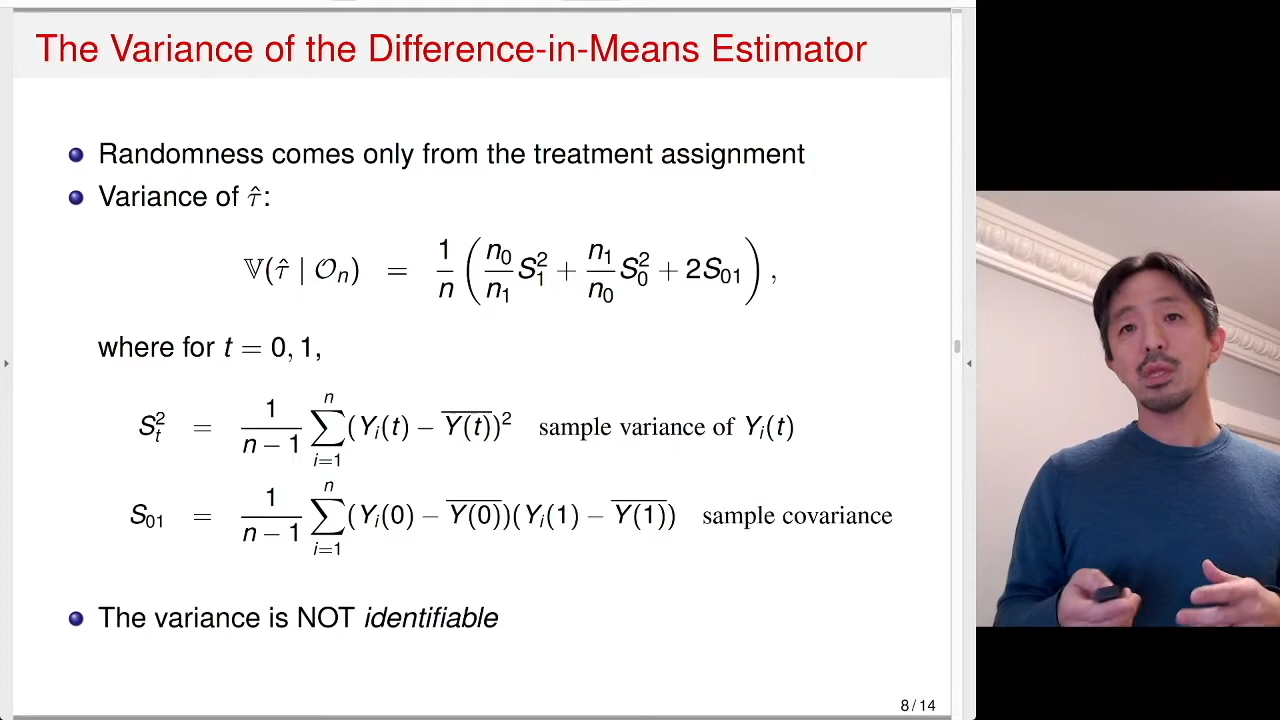 The Variance of the Difference-in-Means Estimator
Randomness comes only from the treatment assignment
Variance of τ̂:
𝕍(τ̂ | 𝒪ₙ) = 1/n (n₀/n₁ S₁² + n₁/n₀ S₀² + 2S₀₁),
where for t = 0, 1,
Sₜ² = 1/(n − 1) ∑ᵢ₌₁ⁿ (Yᵢ(t) − \overline{Y(t)})² sample variance of Yᵢ(t)
S₀₁ = 1/(n − 1) ∑ᵢ₌₁ⁿ (Yᵢ(0) − \overline{Y(0)})(Yᵢ(1) − \overline{Y(1)}) sample covariance
The variance is NOT identifiable
8 / 14